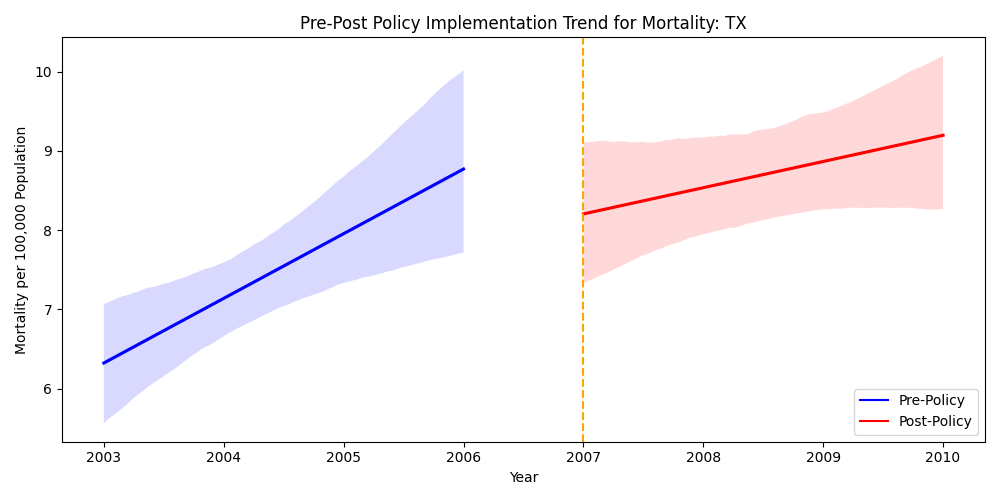 Pre-Post Policy Implementation Trend for Mortality: TX
Mortality per 100,000 Population
10
9
8
7
6
2003 2004 2005 2006 2007 2008 2009 2010
Year
Pre-Policy
Post-Policy